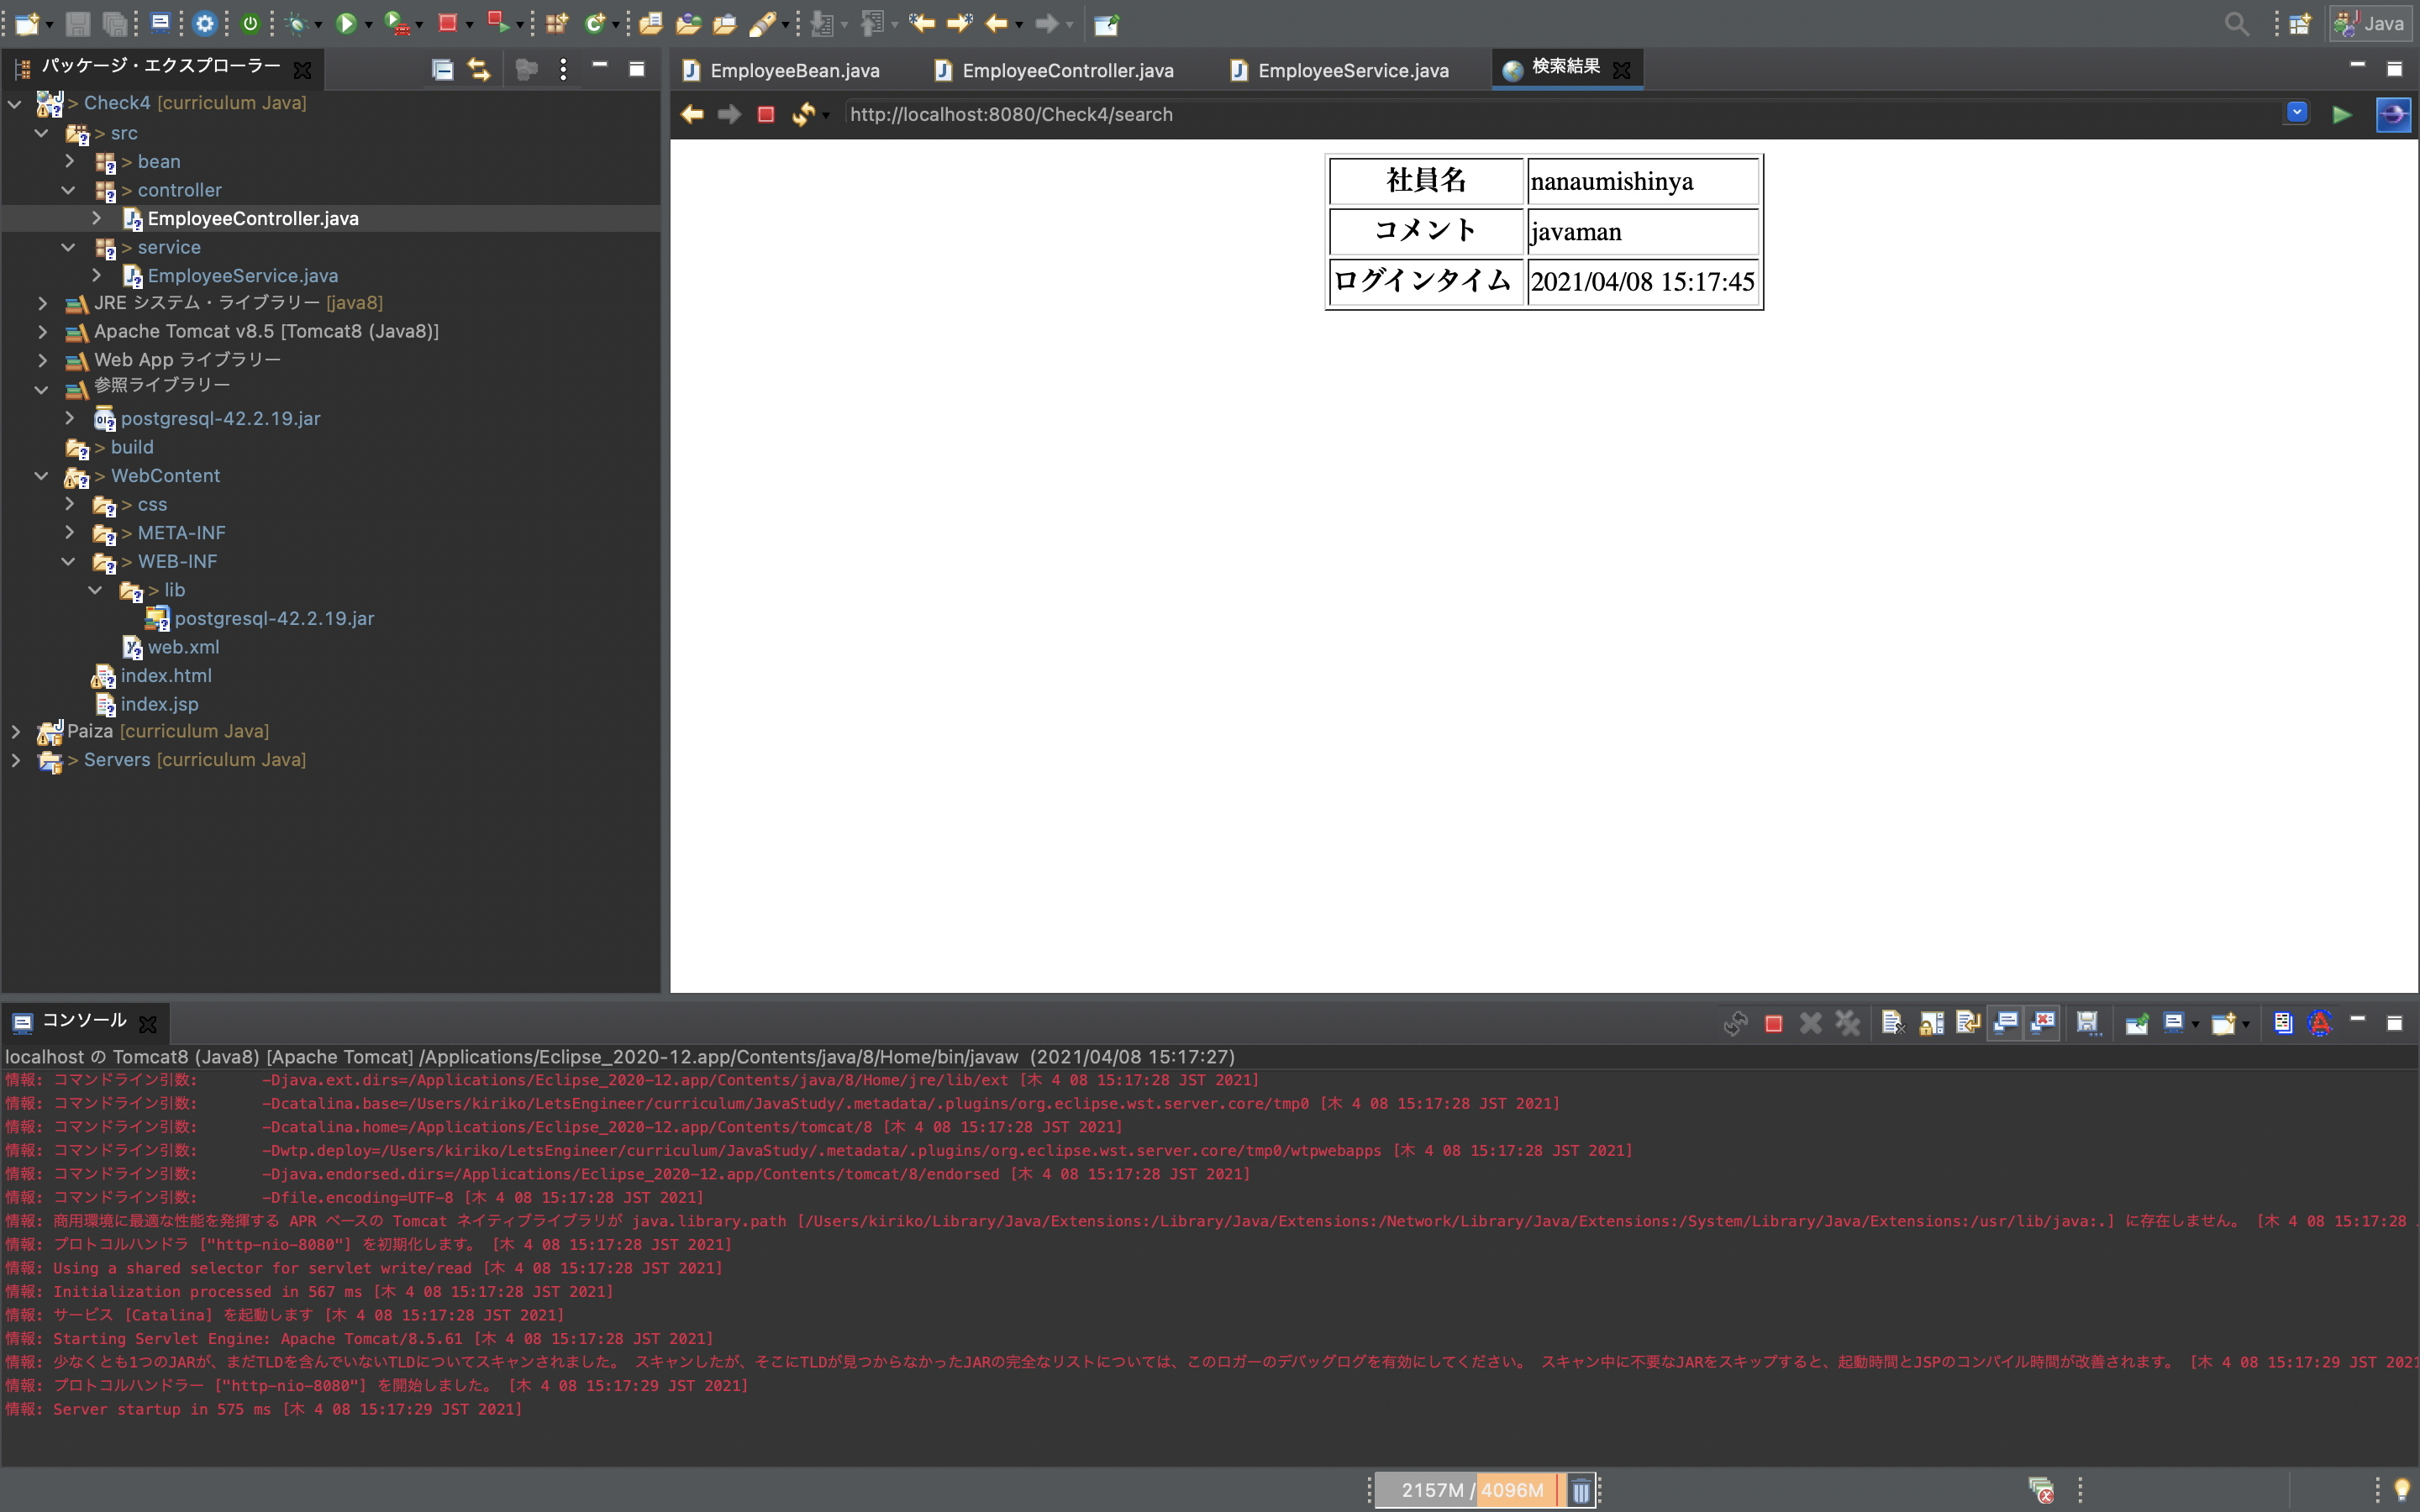 Java
パッケージ・エクスプローラー
> Check4 [curriculum Java]
> src
> bean
> controller
EmployeeController.java
> service
EmployeeService.java
JRE システム・ライブラリー [java8]
Apache Tomcat v8.5 [Tomcat8 (Java8)]
Web App ライブラリー
参照ライブラリー
postgresql-42.2.19.jar
> build
> WebContent
> css
> META-INF
> WEB-INF
> lib
postgresql-42.2.19.jar
web.xml
index.html
index.jsp
Paiza [curriculum Java]
> Servers [curriculum Java]
EmployeeBean.java
EmployeeController.java
EmployeeService.java
検索結果
http://localhost:8080/Check4/search
社員名 nanaumishinya
コメント javaman
ログインタイム 2021/04/08 15:17:45
コンソール
localhost の Tomcat8 (Java8) [Apache Tomcat] /Applications/Eclipse_2020-12.app/Contents/java/8/Home/bin/javaw (2021/04/08 15:17:27)
情報: コマンドライン引数: -Djava.ext.dirs=/Applications/Eclipse_2020-12.app/Contents/java/8/Home/jre/lib/ext [木 4 08 15:17:28 JST 2021]
情報: コマンドライン引数: -Dcatalina.base=/Users/kiriko/LetsEngineer/curriculum/JavaStudy/.metadata/.plugins/org.eclipse.wst.server.core/tmp0 [木 4 08 15:17:28 JST 2021]
情報: コマンドライン引数: -Dcatalina.home=/Applications/Eclipse_2020-12.app/Contents/tomcat/8 [木 4 08 15:17:28 JST 2021]
情報: コマンドライン引数: -Dwtp.deploy=/Users/kiriko/LetsEngineer/curriculum/JavaStudy/.metadata/.plugins/org.eclipse.wst.server.core/tmp0/wtpwebapps [木 4 08 15:17:28 JST 2021]
情報: コマンドライン引数: -Djava.endorsed.dirs=/Applications/Eclipse_2020-12.app/Contents/tomcat/8/endorsed [木 4 08 15:17:28 JST 2021]
情報: コマンドライン引数: -Dfile.encoding=UTF-8 [木 4 08 15:17:28 JST 2021]
情報: 商用環境に最適な性能を発揮する APR ベースの Tomcat ネイティブライブラリが java.library.path [/Users/kiriko/Library/Java/Extensions:/Library/Java/Extensions:/Network/Library/Java/Extensions:/System/Library/Java/Extensions:/usr/lib/java:.] に存在しません。 [木 4 08 15:17:28
情報: プロトコルハンドラ ["http-nio-8080"] を初期化します。 [木 4 08 15:17:28 JST 2021]
情報: Using a shared selector for servlet write/read [木 4 08 15:17:28 JST 2021]
情報: Initialization processed in 567 ms [木 4 08 15:17:28 JST 2021]
情報: サービス [Catalina] を起動します [木 4 08 15:17:28 JST 2021]
情報: Starting Servlet Engine: Apache Tomcat/8.5.61 [木 4 08 15:17:28 JST 2021]
情報: 少なくとも1つのJARが、まだTLDを含んでいないTLDについてスキャンされました。 スキャンしたが、そこにTLDが見つからなかったJARの完全なリストについては、このロガーのデバッグログを有効にしてください。 スキャン中に不要なJARをスキップすると、起動時間とJSPのコンパイル時間が改善されます。 [木 4 08 15:17:29 JST 2021
情報: プロトコルハンドラー ["http-nio-8080"] を開始しました。 [木 4 08 15:17:29 JST 2021]
情報: Server startup in 575 ms [木 4 08 15:17:29 JST 2021]
2157M / 4096M